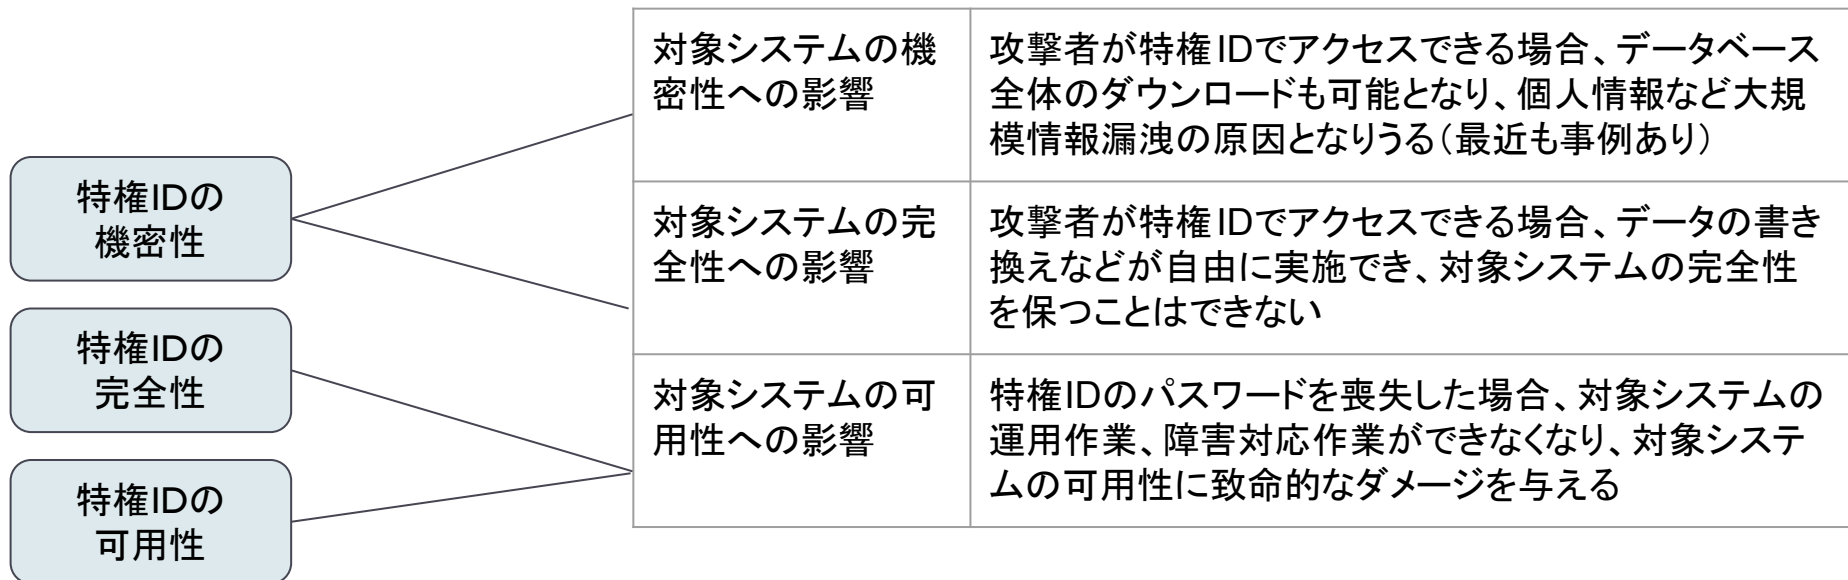 特権IDの
機密性
特権IDの
完全性
特権IDの
可用性
対象システムの機
密性への影響
攻撃者が特権IDでアクセスできる場合、データベース
全体のダウンロードも可能となり、個人情報など大規
模情報漏洩の原因となりうる(最近も事例あり)
対象システムの完
全性への影響
攻撃者が特権IDでアクセスできる場合、データの書き
換えなどが自由に実施でき、対象システムの完全性
を保つことはできない
対象システムの可
用性への影響
特権IDのパスワードを喪失した場合、対象システムの
運用作業、障害対応作業ができなくなり、対象システ
ムの可用性に致命的なダメージを与える